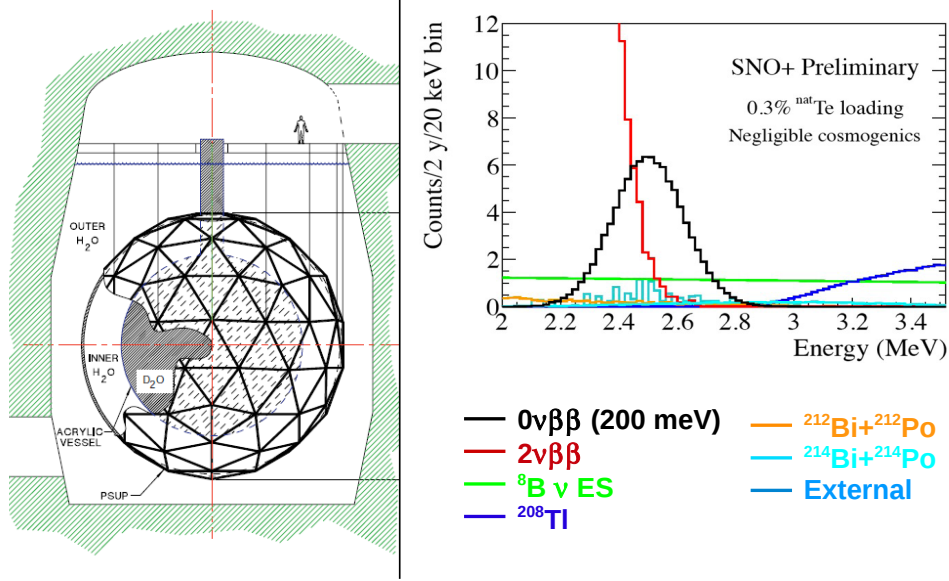 OUTER
H₂O
INNER
H₂O
D₂O
ACRYLIC
VESSEL
PSUP
Counts/2 y/20 keV bin
12
10
8
6
4
2
0
SNO+ Preliminary
0.3% ⁿᵃᵗTe loading
Negligible cosmogenics
2 2.2 2.4 2.6 2.8 3 3.2 3.4
Energy (MeV)
0νββ (200 meV)
2νββ
⁸B ν ES
²⁰⁸Tl
²¹²Bi+²¹²Po
²¹⁴Bi+²¹⁴Po
External